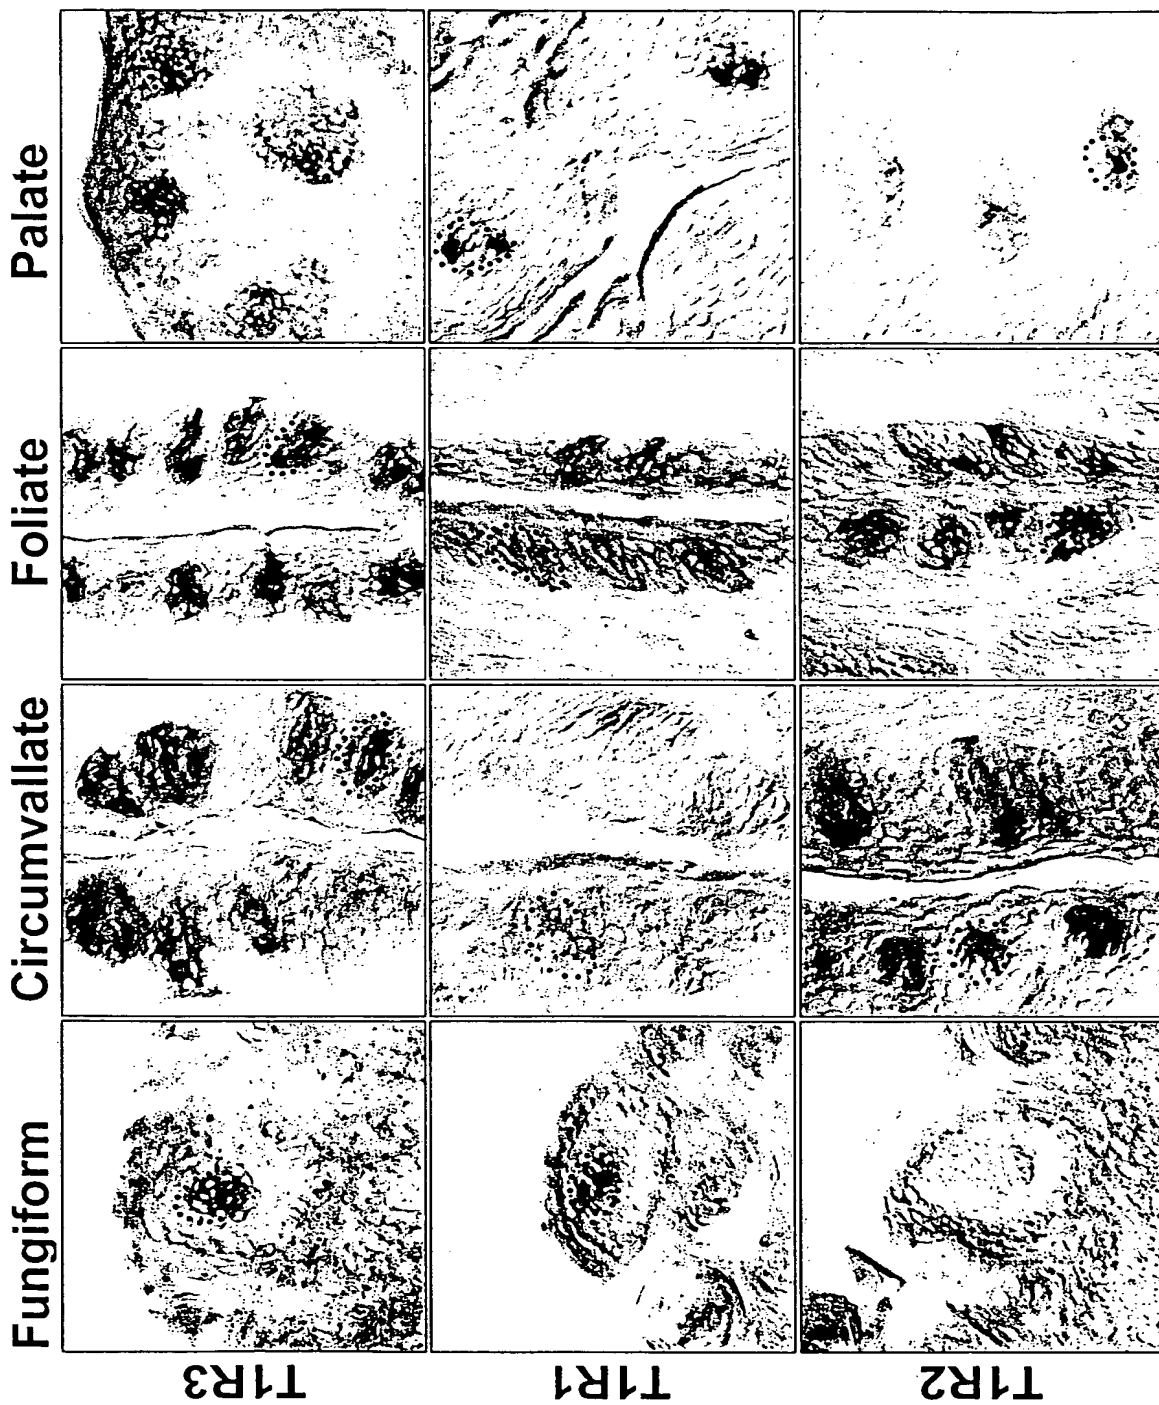 Fungiform
Circumvallate
Foliate
Palate
T1R3
T1R1
T1R2